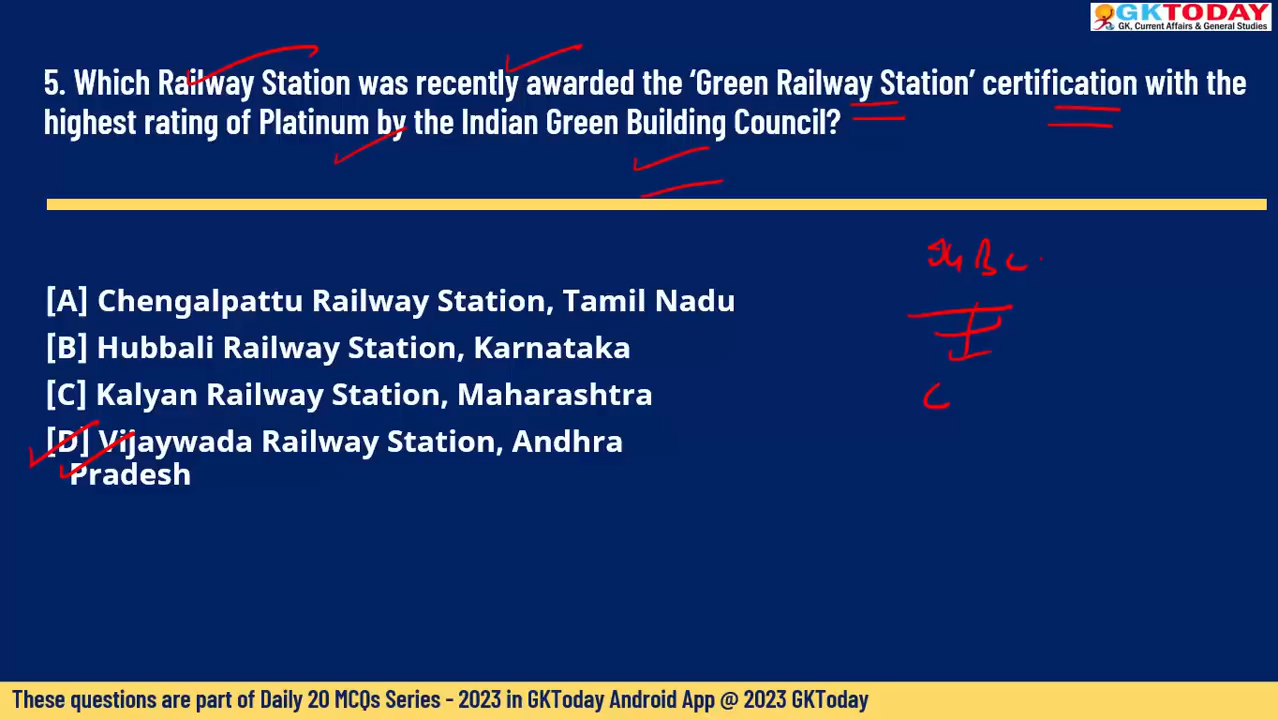 GKTODAY
GK, Current Affairs & General Studies
5. Which Railway Station was recently awarded the ‘Green Railway Station’ certification with the
highest rating of Platinum by the Indian Green Building Council?
[A] Chengalpattu Railway Station, Tamil Nadu
[B] Hubbali Railway Station, Karnataka
[C] Kalyan Railway Station, Maharashtra
[D] Vijaywada Railway Station, Andhra
Pradesh
These questions are part of Daily 20 MCQs Series - 2023 in GKToday Android App @ 2023 GKToday